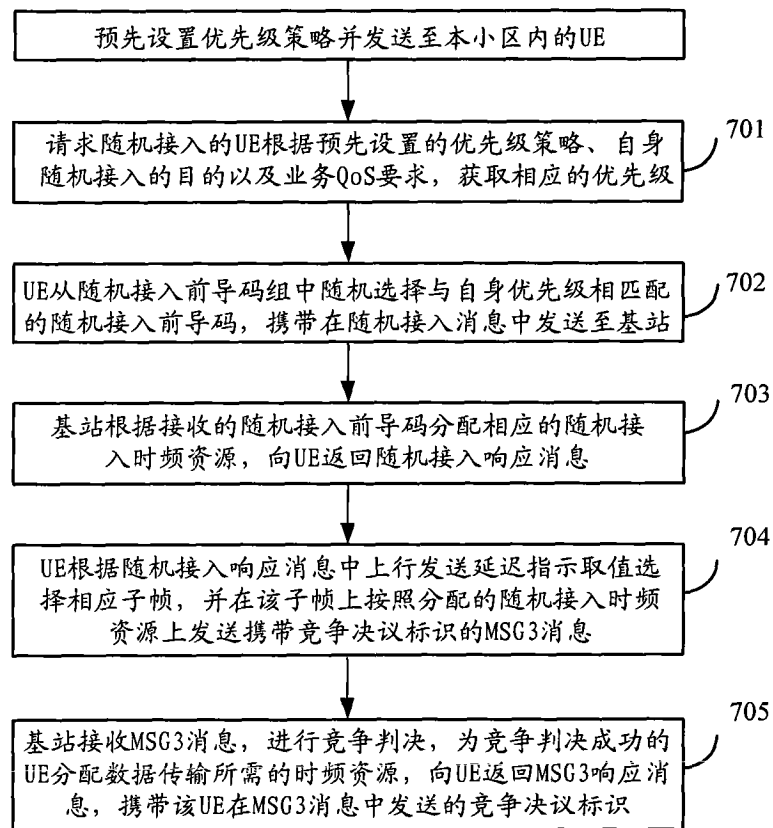 预先设置优先级策略并发送至本小区内的UE
701
请求随机接入的UE根据预先设置的优先级策略、自身
随机接入的目的以及业务QoS要求，获取相应的优先级
702
UE从随机接入前导码组中随机选择与自身优先级相匹配
的随机接入前导码，携带在随机接入消息中发送至基站
703
基站根据接收的随机接入前导码分配相应的随机接
入时频资源，向UE返回随机接入响应消息
704
UE根据随机接入响应消息中上行发送延迟指示取值选
择相应子帧，并在该子帧上按照分配的随机接入时频
资源上发送携带竞争决议标识的MSG3消息
705
基站接收MSG3消息，进行竞争判决，为竞争判决成功的
UE分配数据传输所需的时频资源，向UE返回MSG3响应消
息，携带该UE在MSG3消息中发送的竞争决议标识